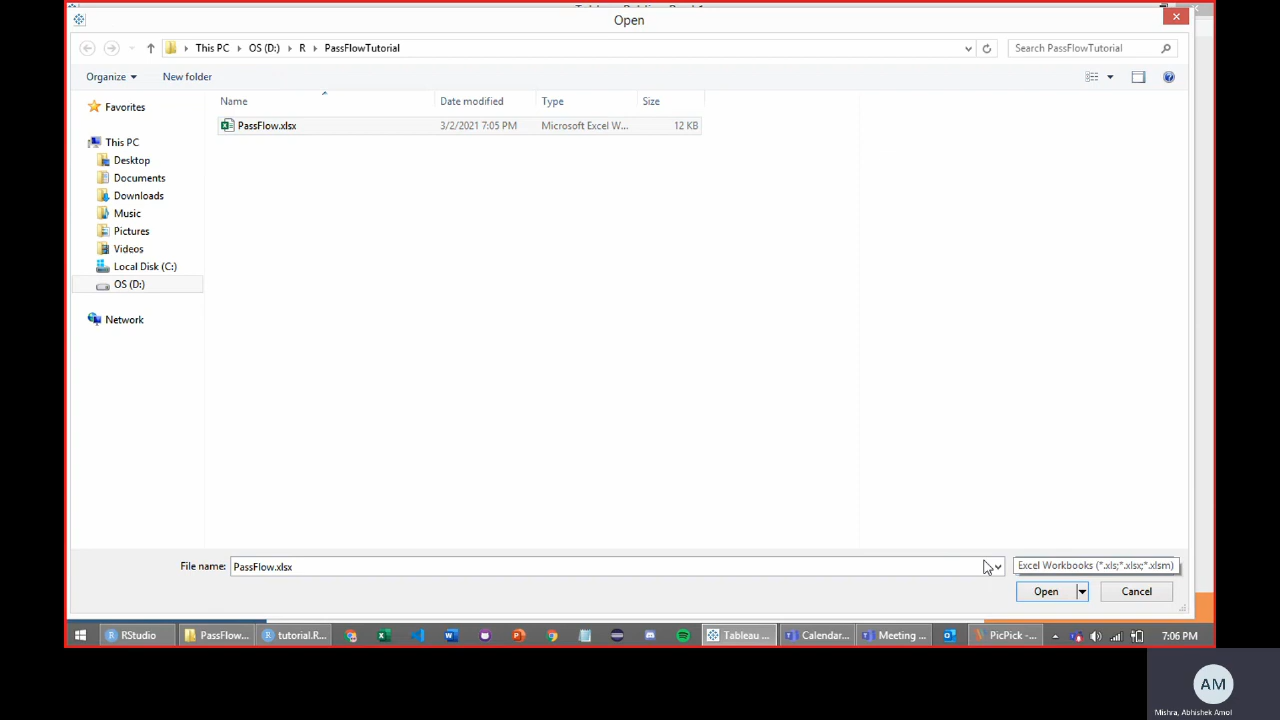 Open
This PC OS (D:) R PassFlowTutorial
Search PassFlowTutorial
Organize New folder
Name Date modified Type Size
PassFlow.xlsx 3/2/2021 7:05 PM Microsoft Excel W... 12 KB
Favorites
This PC
Desktop
Documents
Downloads
Music
Pictures
Videos
Local Disk (C:)
OS (D:)
Network
File name: PassFlow.xlsx Excel Workbooks (*.xls;*.xlsx;*.xlsm)
Open Cancel
RStudio PassFlow... tutorial.R... Tableau ... Calendar... Meeting ... PicPick -... 7:06 PM
AM
Mishra, Abhishek Amol